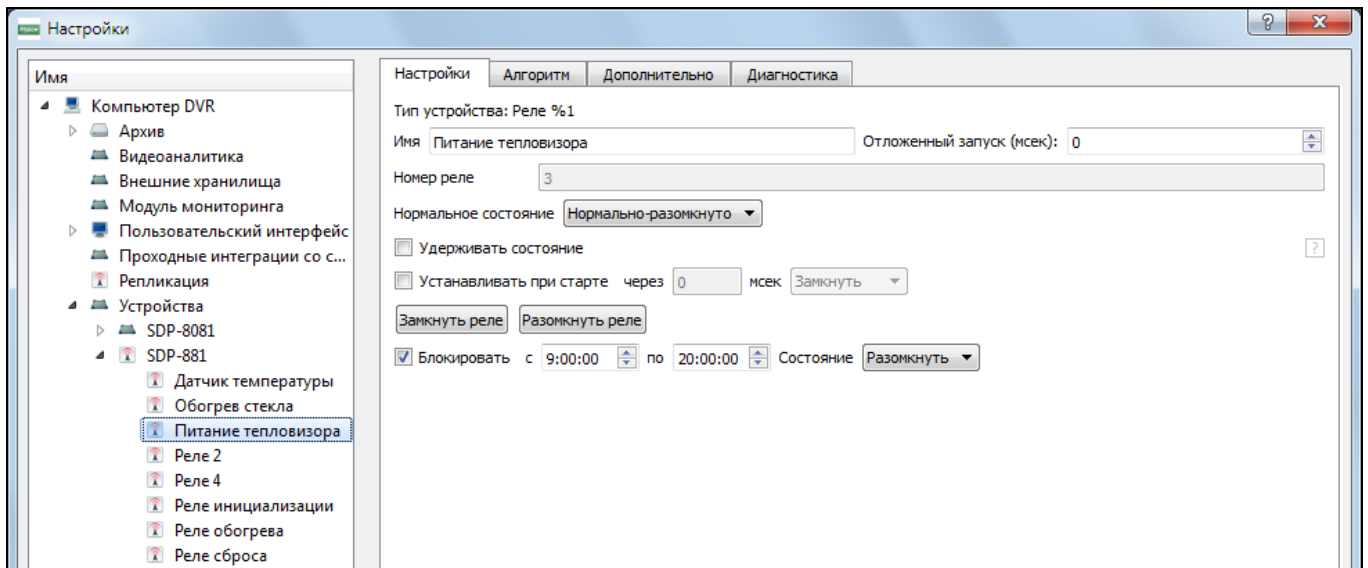 Настройки
?
X
Имя
Компьютер DVR
Архив
Видеоаналитика
Внешние хранилища
Модуль мониторинга
Пользовательский интерфейс
Проходные интеграции со с...
Репликация
Устройства
SDP-8081
SDP-881
Датчик температуры
Обогрев стекла
Питание тепловизора
Реле 2
Реле 4
Реле инициализации
Реле обогрева
Реле сброса
Настройки Алгоритм Дополнительно Диагностика
Тип устройства: Реле %1
Имя Питание тепловизора Отложенный запуск (мсек): 0
Номер реле 3
Нормальное состояние Нормально-разомкнуто
Удерживать состояние ?
Устанавливать при старте через 0 мсек Замкнуть
Замкнуть реле Разомкнуть реле
Блокировать с 9:00:00 по 20:00:00 Состояние Разомкнуть